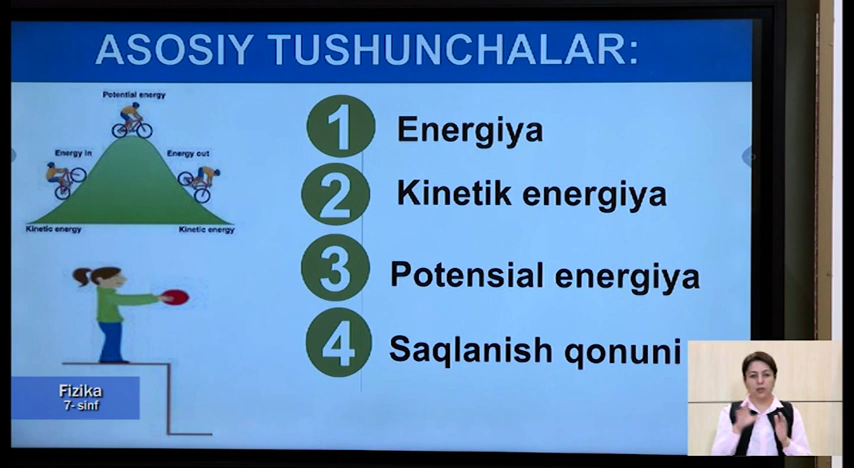 ASOSIY TUSHUNCHALAR:
Potential energy
Energy in
Energy out
Kinetic energy
Kinetic energy
1 Energiya
2 Kinetik energiya
3 Potensial energiya
4 Saqlanish qonuni
Fizika
7- sinf